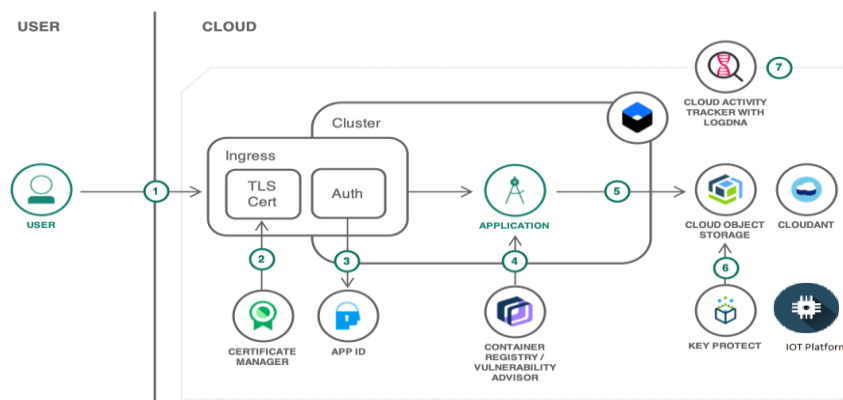 USER
CLOUD
7
CLOUD ACTIVITY
TRACKER WITH
LOGDNA
Cluster
Ingress
TLS
Cert
Auth
1
5
USER
APPLICATION
CLOUD OBJECT
STORAGE
CLOUDANT
2
3
4
6
CERTIFICATE
MANAGER
APP ID
CONTAINER
REGISTRY /
VULNERABILITY
ADVISOR
KEY PROTECT
IOT Platform